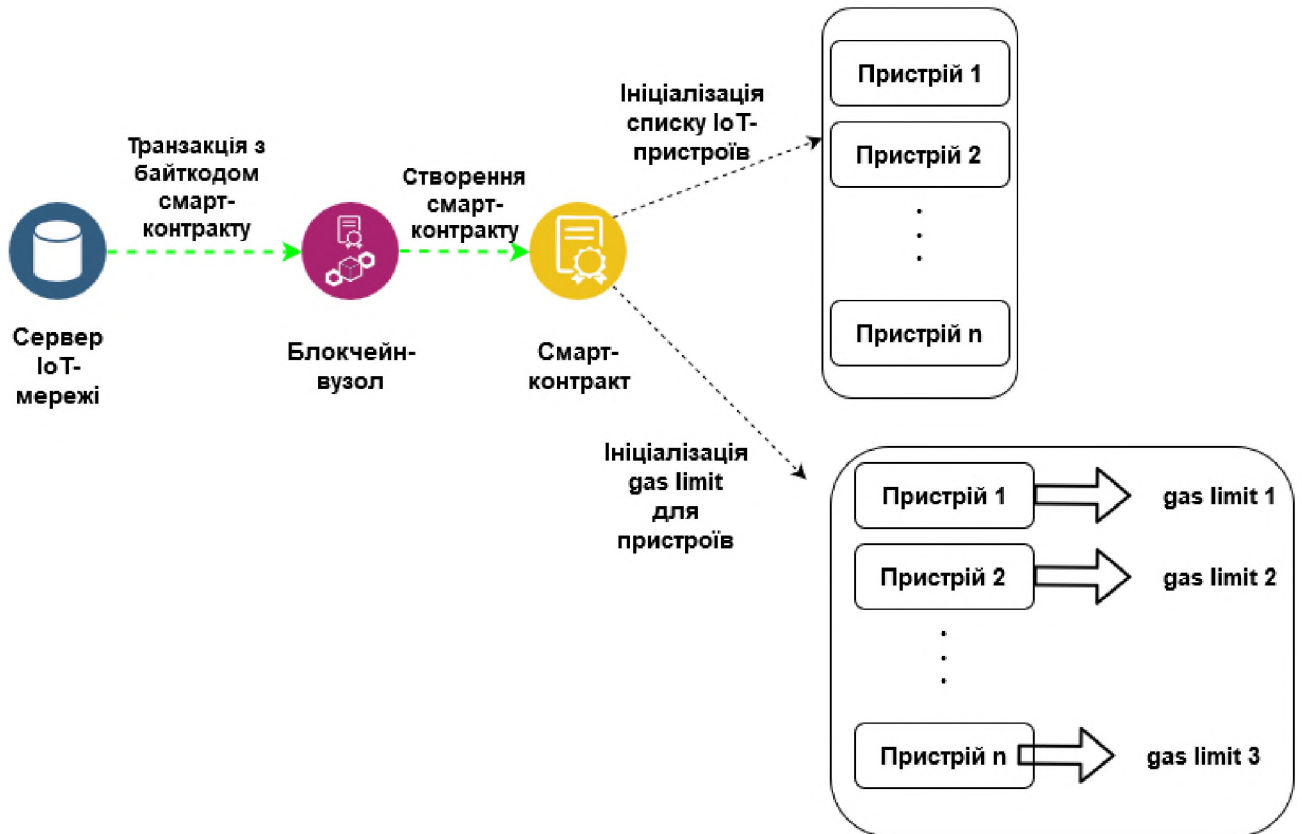 Транзакція з
байткодом
смарт-
контракту
Створення
смарт-
контракту
Ініціалізація
списку IoT-
пристроїв
Пристрій 1
Пристрій 2
Пристрій n
Сервер
IoT-
мережі
Блокчейн-
вузол
Смарт-
контракт
Ініціалізація
gas limit
для
пристроїв
Пристрій 1
gas limit 1
Пристрій 2
gas limit 2
Пристрій n
gas limit 3